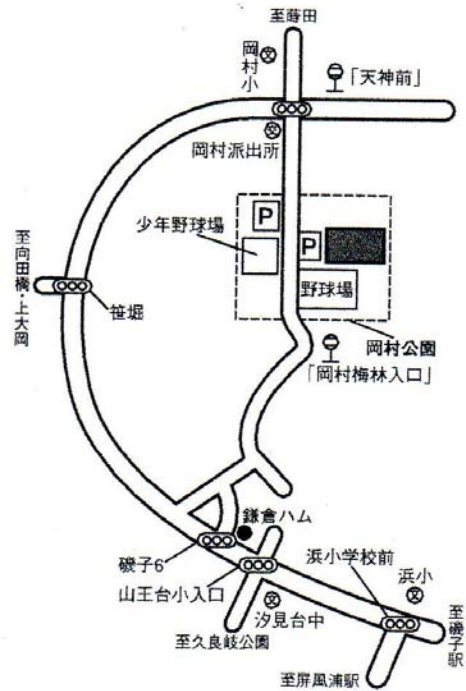 至蒔田
岡村小
「天神前」
岡村派出所
P
少年野球場
P
野球場
至向田橋・上大岡
笹堀
岡村公園
「岡村梅林入口」
鎌倉ハム
磯子6
山王台小入口
浜小学校前
浜小
汐見台中
至久良岐公園
至磯子駅
至屏風浦駅